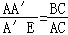 AA′/A′E = BC/AC